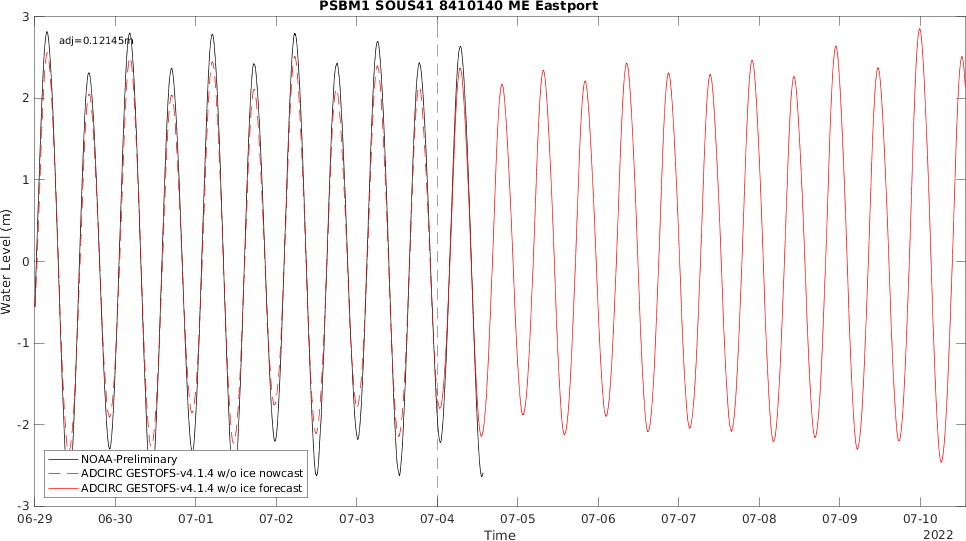 PSBM1 SOUS41 8410140 ME Eastport
adj=0.12145m
Water Level (m)
3
2
1
0
-1
-2
-3
NOAA-Preliminary
ADCIRC GESTOFS-v4.1.4 w/o ice nowcast
ADCIRC GESTOFS-v4.1.4 w/o ice forecast
06-29 06-30 07-01 07-02 07-03 07-04 07-05 07-06 07-07 07-08 07-09 07-10
Time
2022